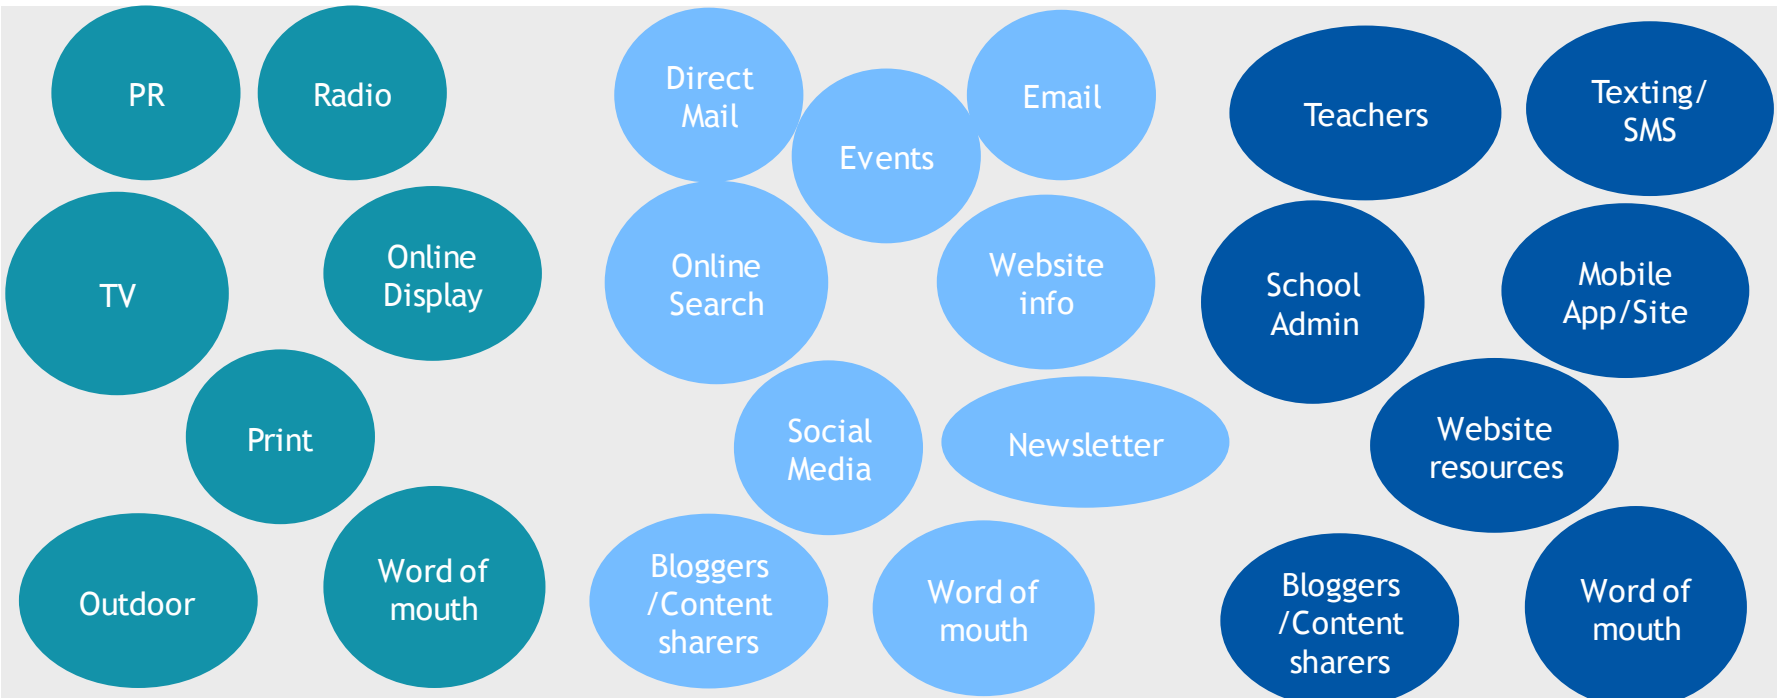 PR
Radio
TV
Online
Display
Print
Outdoor
Word of
mouth
Direct
Mail
Events
Email
Online
Search
Website
info
Social
Media
Newsletter
Bloggers
/Content
sharers
Word of
mouth
Teachers
Texting/
SMS
School
Admin
Mobile
App/Site
Website
resources
Bloggers
/Content
sharers
Word of
mouth